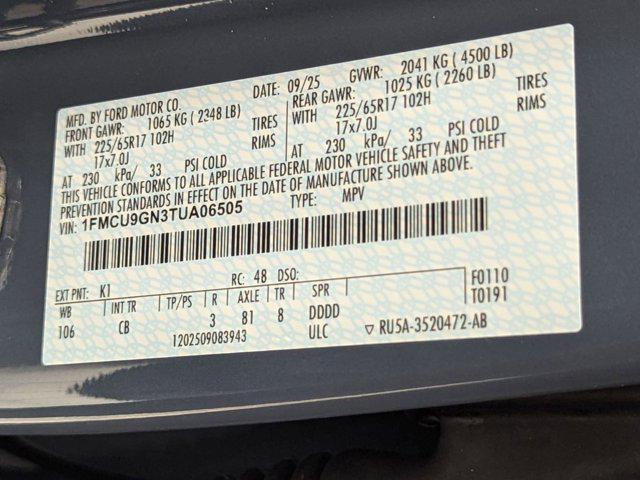 MFD. BY FORD MOTOR CO.
DATE: 09/25 GVWR: 2041 KG ( 4500 LB)
FRONT GAWR: 1065 KG ( 2348 LB) REAR GAWR: 1025 KG ( 2260 LB)
WITH 225/65R17 102H TIRES WITH 225/65R17 102H TIRES
17x7.0J RIMS 17x7.0J RIMS
AT 230 kPa/ 33 PSI COLD AT 230 kPa/ 33 PSI COLD
THIS VEHICLE CONFORMS TO ALL APPLICABLE FEDERAL MOTOR VEHICLE SAFETY AND THEFT
PREVENTION STANDARDS IN EFFECT ON THE DATE OF MANUFACTURE SHOWN ABOVE.
VIN: 1FMCU9GN3TUA06505 TYPE: MPV
EXT PNT: K1 RC: 48 DSO: F0110
WB INT TR TP/PS R AXLE TR SPR T0191
106 CB 3 81 8 DDDD
1202509083943 ULC ▽ RU5A-3520472-AB